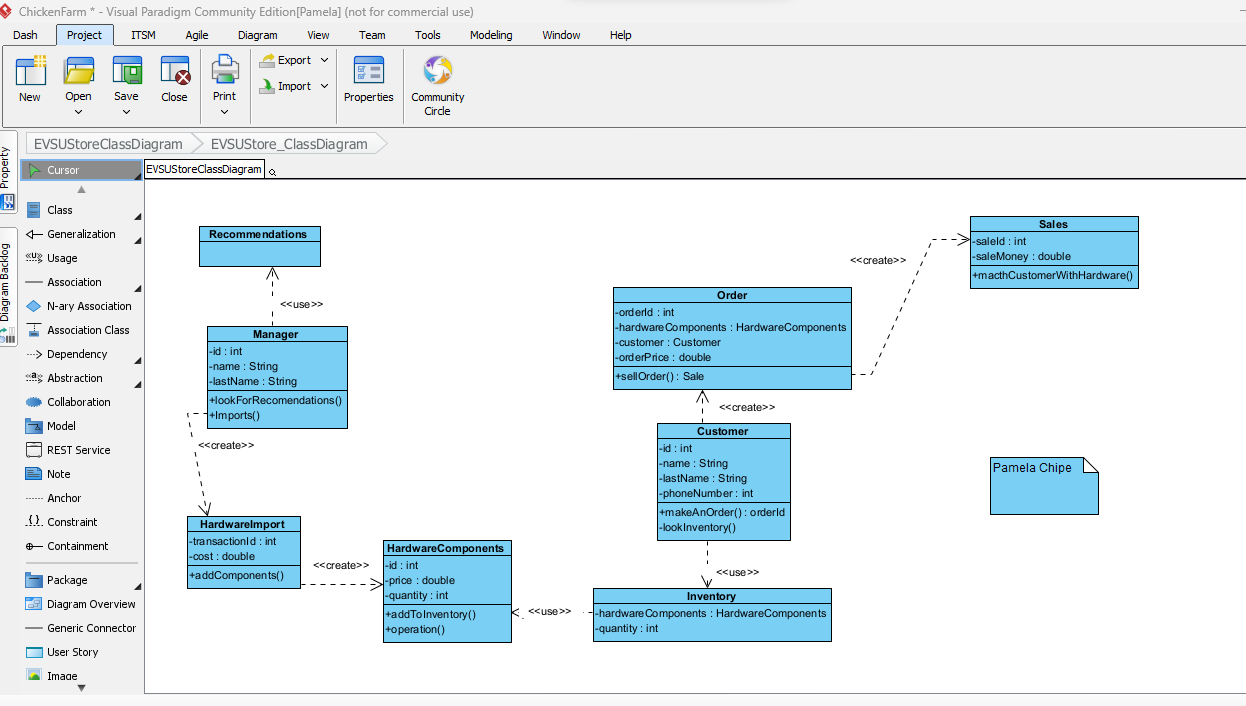 ChickenFarm * - Visual Paradigm Community Edition[Pamela] (not for commercial use)
Dash Project ITSM Agile Diagram View Team Tools Modeling Window Help
New
Open
Save
Close
Print
Export
Import
Properties
Community
Circle
Property
Diagram Backlog
EVSUStoreClassDiagram
EVSUStore_ClassDiagram
Cursor
EVSUStoreClassDiagram
Class
Generalization
Usage
Association
N-ary Association
Association Class
Dependency
Abstraction
Collaboration
Model
REST Service
Note
Anchor
Constraint
Containment
Package
Diagram Overview
Generic Connector
User Story
Image
Recommendations
<<use>>
Manager
-id : int
-name : String
-lastName : String
+lookForRecomendations()
+Imports()
<<create>>
HardwareImport
-transactionId : int
-cost : double
+addComponents()
<<create>>
HardwareComponents
-id : int
-price : double
-quantity : int
+addToInventory()
+operation()
<<use>>
Inventory
-hardwareComponents : HardwareComponents
-quantity : int
<<use>>
Customer
-id : int
-name : String
-lastName : String
-phoneNumber : int
+makeAnOrder() : orderId
-lookInventory()
<<create>>
Order
-orderId : int
-hardwareComponents : HardwareComponents
-customer : Customer
-orderPrice : double
+sellOrder() : Sale
<<create>>
Sales
-saleId : int
-saleMoney : double
+macthCustomerWithHardware()
Pamela Chipe